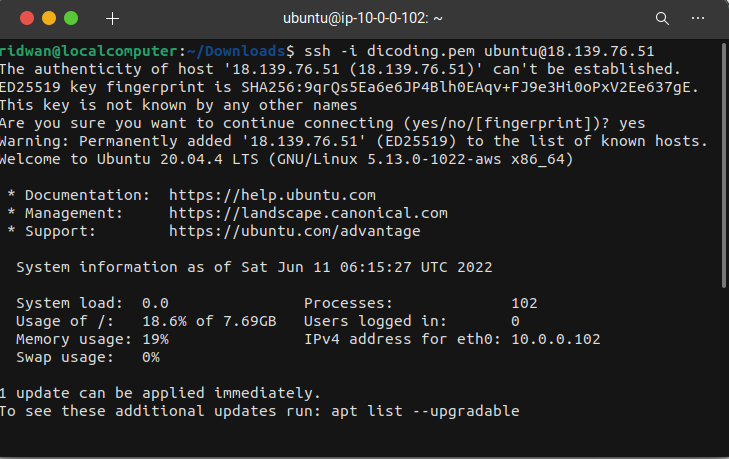 ubuntu@ip-10-0-0-102: ~
ridwan@localcomputer:~/Downloads$ ssh -i dicoding.pem ubuntu@18.139.76.51
The authenticity of host '18.139.76.51 (18.139.76.51)' can't be established.
ED25519 key fingerprint is SHA256:9qrQs5Ea6e6JP4Blh0EAqv+FJ9e3Hi0oPxV2Ee637gE.
This key is not known by any other names
Are you sure you want to continue connecting (yes/no/[fingerprint])? yes
Warning: Permanently added '18.139.76.51' (ED25519) to the list of known hosts.
Welcome to Ubuntu 20.04.4 LTS (GNU/Linux 5.13.0-1022-aws x86_64)
* Documentation:  https://help.ubuntu.com
* Management:     https://landscape.canonical.com
* Support:        https://ubuntu.com/advantage
System information as of Sat Jun 11 06:15:27 UTC 2022
System load:  0.0                Processes:             102
Usage of /:   18.6% of 7.69GB   Users logged in:       0
Memory usage: 19%                IPv4 address for eth0: 10.0.0.102
Swap usage:   0%
1 update can be applied immediately.
To see these additional updates run: apt list --upgradable